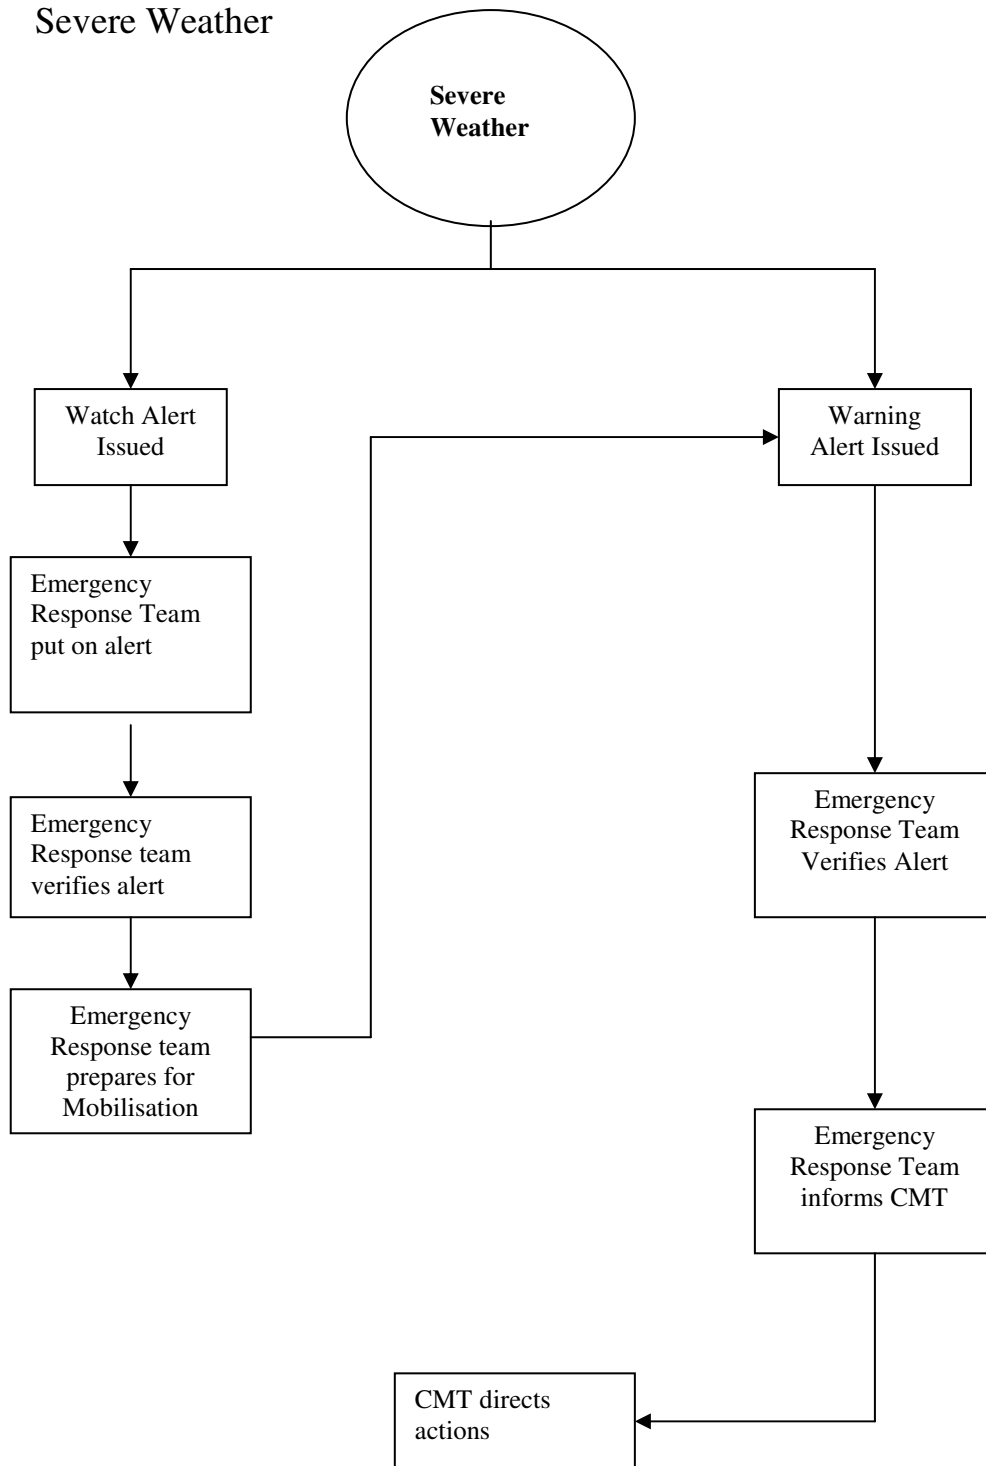 Severe Weather
Severe
Weather
Watch Alert
Issued
Warning
Alert Issued
Emergency
Response Team
put on alert
Emergency
Response team
verifies alert
Emergency
Response Team
Verifies Alert
Emergency
Response team
prepares for
Mobilisation
Emergency
Response Team
informs CMT
CMT directs
actions